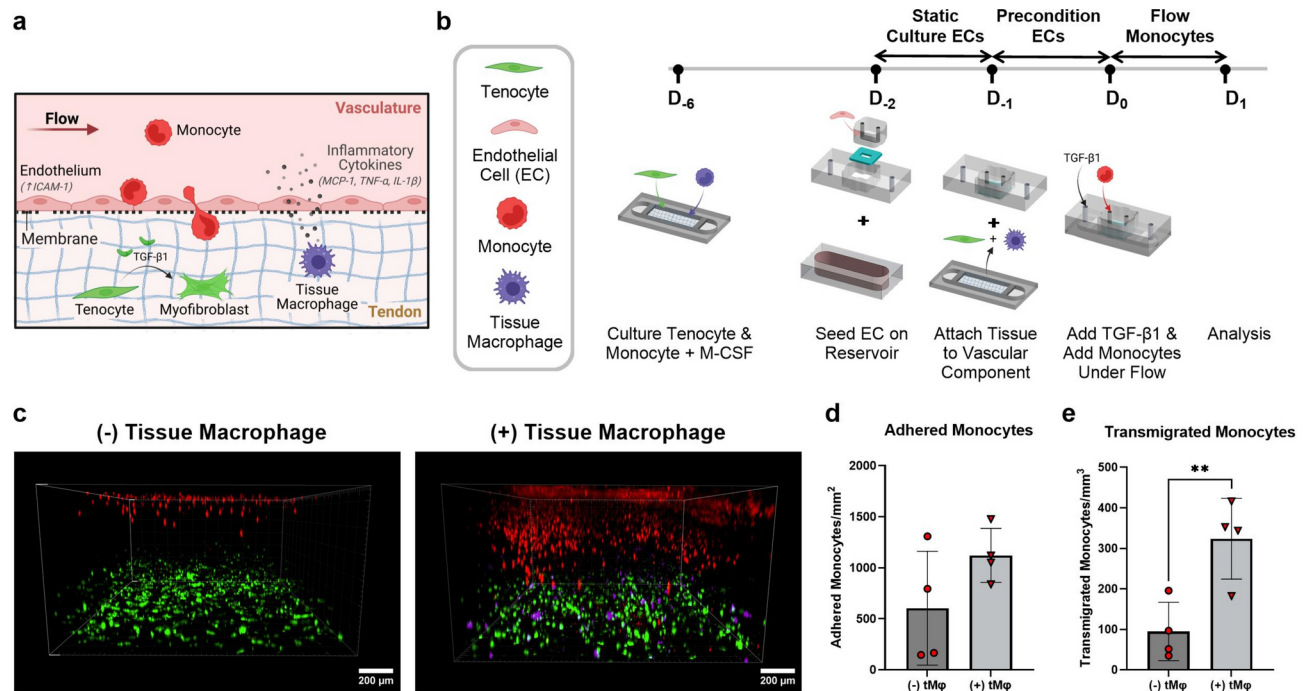 a
Vasculature
Flow
Monocyte
Inflammatory
Cytokines
(MCP-1, TNF-α, IL-1β)
Endothelium
(↑ICAM-1)
Membrane
TGF-β1
Tenocyte
Myofibroblast
Tissue
Macrophage
Tendon
b
Tenocyte
Endothelial
Cell (EC)
Monocyte
Tissue
Macrophage
Static
Culture ECs
Precondition
ECs
Flow
Monocytes
D-6
D-2
D-1
D0
D1
TGF-β1
+
+
+
Culture Tenocyte &
Monocyte + M-CSF
Seed EC on
Reservoir
Attach Tissue
to Vascular
Component
Add TGF-β1 &
Add Monocytes
Under Flow
Analysis
c
(-) Tissue Macrophage
200 µm
(+) Tissue Macrophage
200 µm
d
Adhered Monocytes
Adhered Monocytes/mm²
2000
1500
1000
500
0
(-) tMφ
(+) tMφ
e
Transmigrated Monocytes
Transmigrated Monocytes/mm³
500
400
300
200
100
0
**
(-) tMφ
(+) tMφ